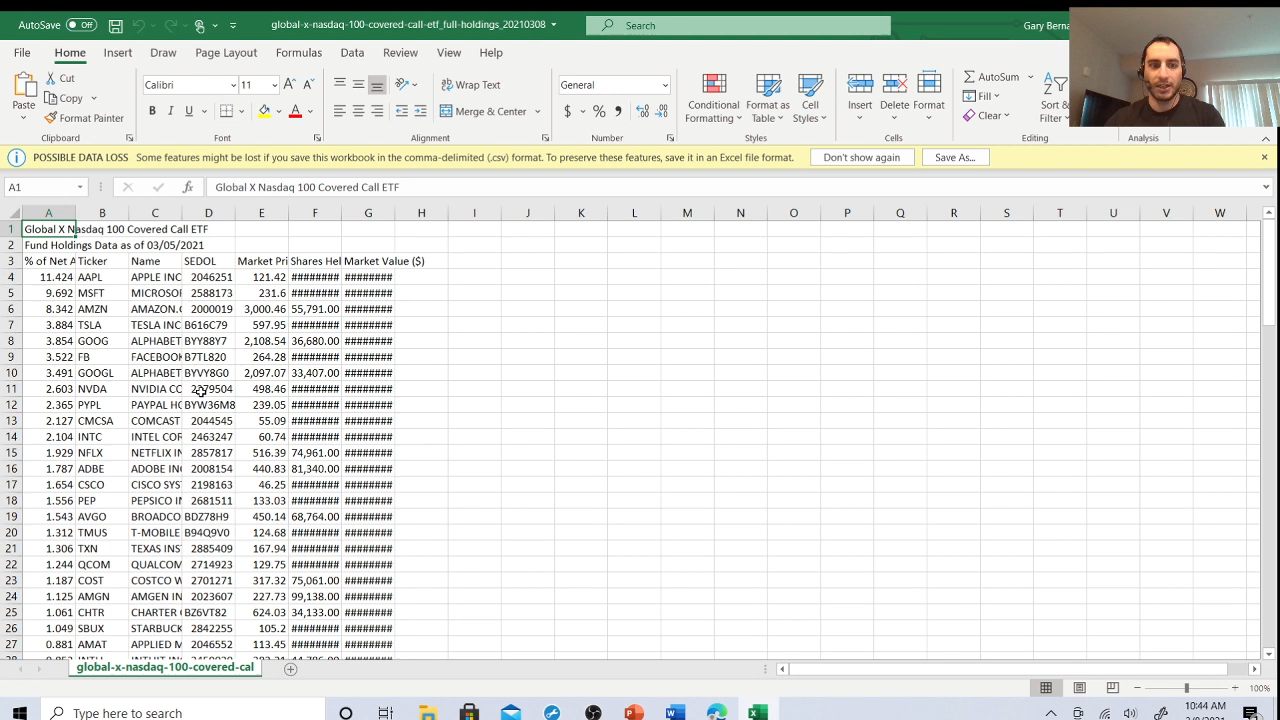 AutoSave Off global-x-nasdaq-100-covered-call-etf_full-holdings_20210308 Search Gary Berna
File Home Insert Draw Page Layout Formulas Data Review View Help
Paste Cut Copy Format Painter Clipboard
Calibri 11 B I U A Font
Wrap Text Merge & Center Alignment
General $ % Number
Conditional Formatting Format as Table Cell Styles Styles
Insert Delete Format Cells
AutoSum Fill Clear Sort Filter Editing
Analysis
POSSIBLE DATA LOSS Some features might be lost if you save this workbook in the comma-delimited (.csv) format. To preserve these features, save it in an Excel file format. Don't show again Save As...
A1 fx Global X Nasdaq 100 Covered Call ETF
A B C D E F G H I J K L M N O P Q R S T U V W
1 Global X Nasdaq 100 Covered Call ETF
2 Fund Holdings Data as of 03/05/2021
3 % of Net A Ticker Name SEDOL Market Pri Shares Hel Market Value ($)
4 11.424 AAPL APPLE INC 2046251 121.42 ######## ########
5 9.692 MSFT MICROSOF 2588173 231.6 ######## ########
6 8.342 AMZN AMAZON.C 2000019 3,000.46 55,791.00 ########
7 3.884 TSLA TESLA INC B616C79 597.95 ######## ########
8 3.854 GOOG ALPHABET BYY88Y7 2,108.54 36,680.00 ########
9 3.522 FB FACEBOOK B7TL820 264.28 ######## ########
10 3.491 GOOGL ALPHABET BYVY8G0 2,097.07 33,407.00 ########
11 2.603 NVDA NVIDIA CO 2379504 498.46 ######## ########
12 2.365 PYPL PAYPAL HO BYW36M8 239.05 ######## ########
13 2.127 CMCSA COMCAST 2044545 55.09 ######## ########
14 2.104 INTC INTEL COR 2463247 60.74 ######## ########
15 1.929 NFLX NETFLIX IN 2857817 516.39 74,961.00 ########
16 1.787 ADBE ADOBE INC 2008154 440.83 81,340.00 ########
17 1.654 CSCO CISCO SYS 2198163 46.25 ######## ########
18 1.556 PEP PEPSICO IN 2681511 133.03 ######## ########
19 1.543 AVGO BROADCO BDZ78H9 450.14 68,764.00 ########
20 1.312 TMUS T-MOBILE B94Q9V0 124.68 ######## ########
21 1.306 TXN TEXAS INS 2885409 167.94 ######## ########
22 1.244 QCOM QUALCOM 2714923 129.75 ######## ########
23 1.187 COST COSTCO W 2701271 317.32 75,061.00 ########
24 1.125 AMGN AMGEN IN 2023607 227.73 99,138.00 ########
25 1.061 CHTR CHARTER C BZ6VT82 624.03 34,133.00 ########
26 1.049 SBUX STARBUCK 2842255 105.2 ######## ########
27 0.881 AMAT APPLIED M 2046552 113.45 ######## ########
global-x-nasdaq-100-covered-cal
100%
Type here to search
10:44 AM